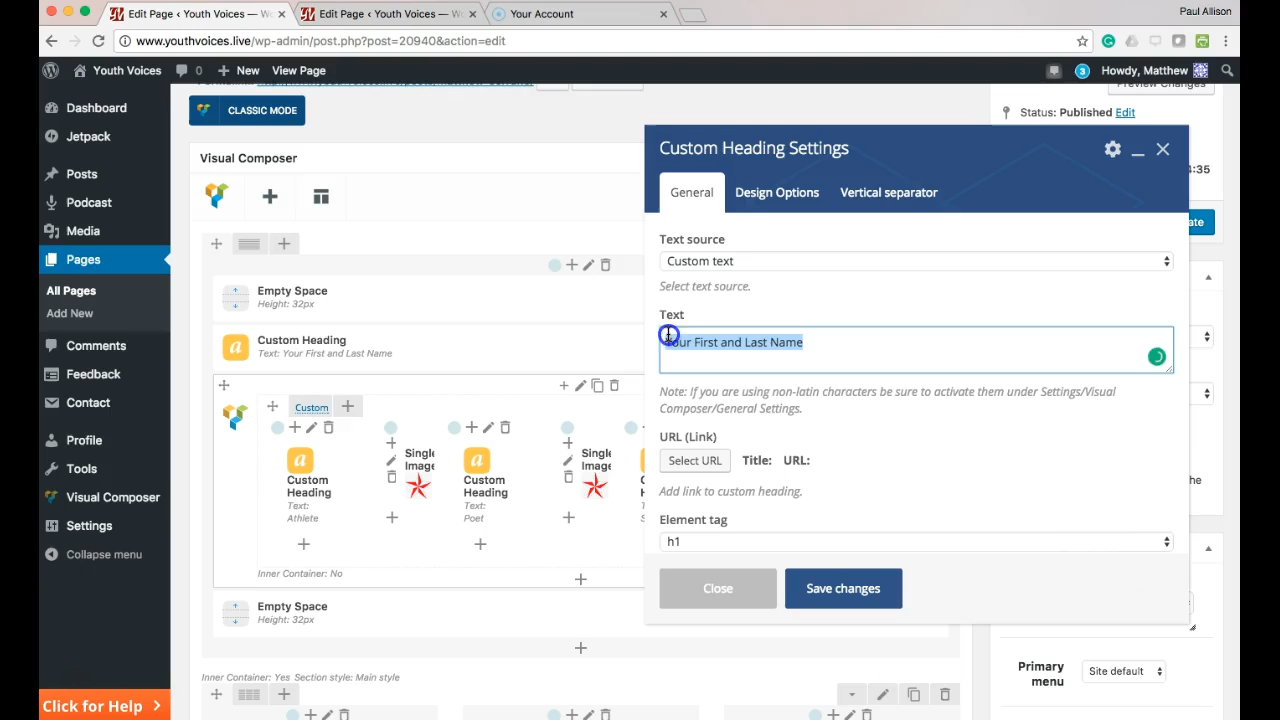 Edit Page ‹ Youth Voices — W
Edit Page ‹ Youth Voices — W
Your Account
Paul Allison
www.youthvoices.live/wp-admin/post.php?post=20940&action=edit
Youth Voices
0
New
View Page
3
Howdy, Matthew
Dashboard
Jetpack
Posts
Podcast
Media
Pages
All Pages
Add New
Comments
Feedback
Contact
Profile
Tools
Visual Composer
Settings
Collapse menu
Click for Help
CLASSIC MODE
Visual Composer
Empty Space
Height: 32px
Custom Heading
Text: Your First and Last Name
Custom
Custom
Heading
Text:
Athlete
Single
Image
Custom
Heading
Text:
Poet
Single
Image
Inner Container: No
Empty Space
Height: 32px
Inner Container: Yes Section style: Main style
Preview Changes
Status: Published Edit
4:35
ate
Custom Heading Settings
General
Design Options
Vertical separator
Text source
Custom text
Select text source.
Text
Your First and Last Name
Note: If you are using non-latin characters be sure to activate them under Settings/Visual
Composer/General Settings.
URL (Link)
Select URL
Title:
URL:
Add link to custom heading.
Element tag
h1
Close
Save changes
the
Primary
menu
Site default